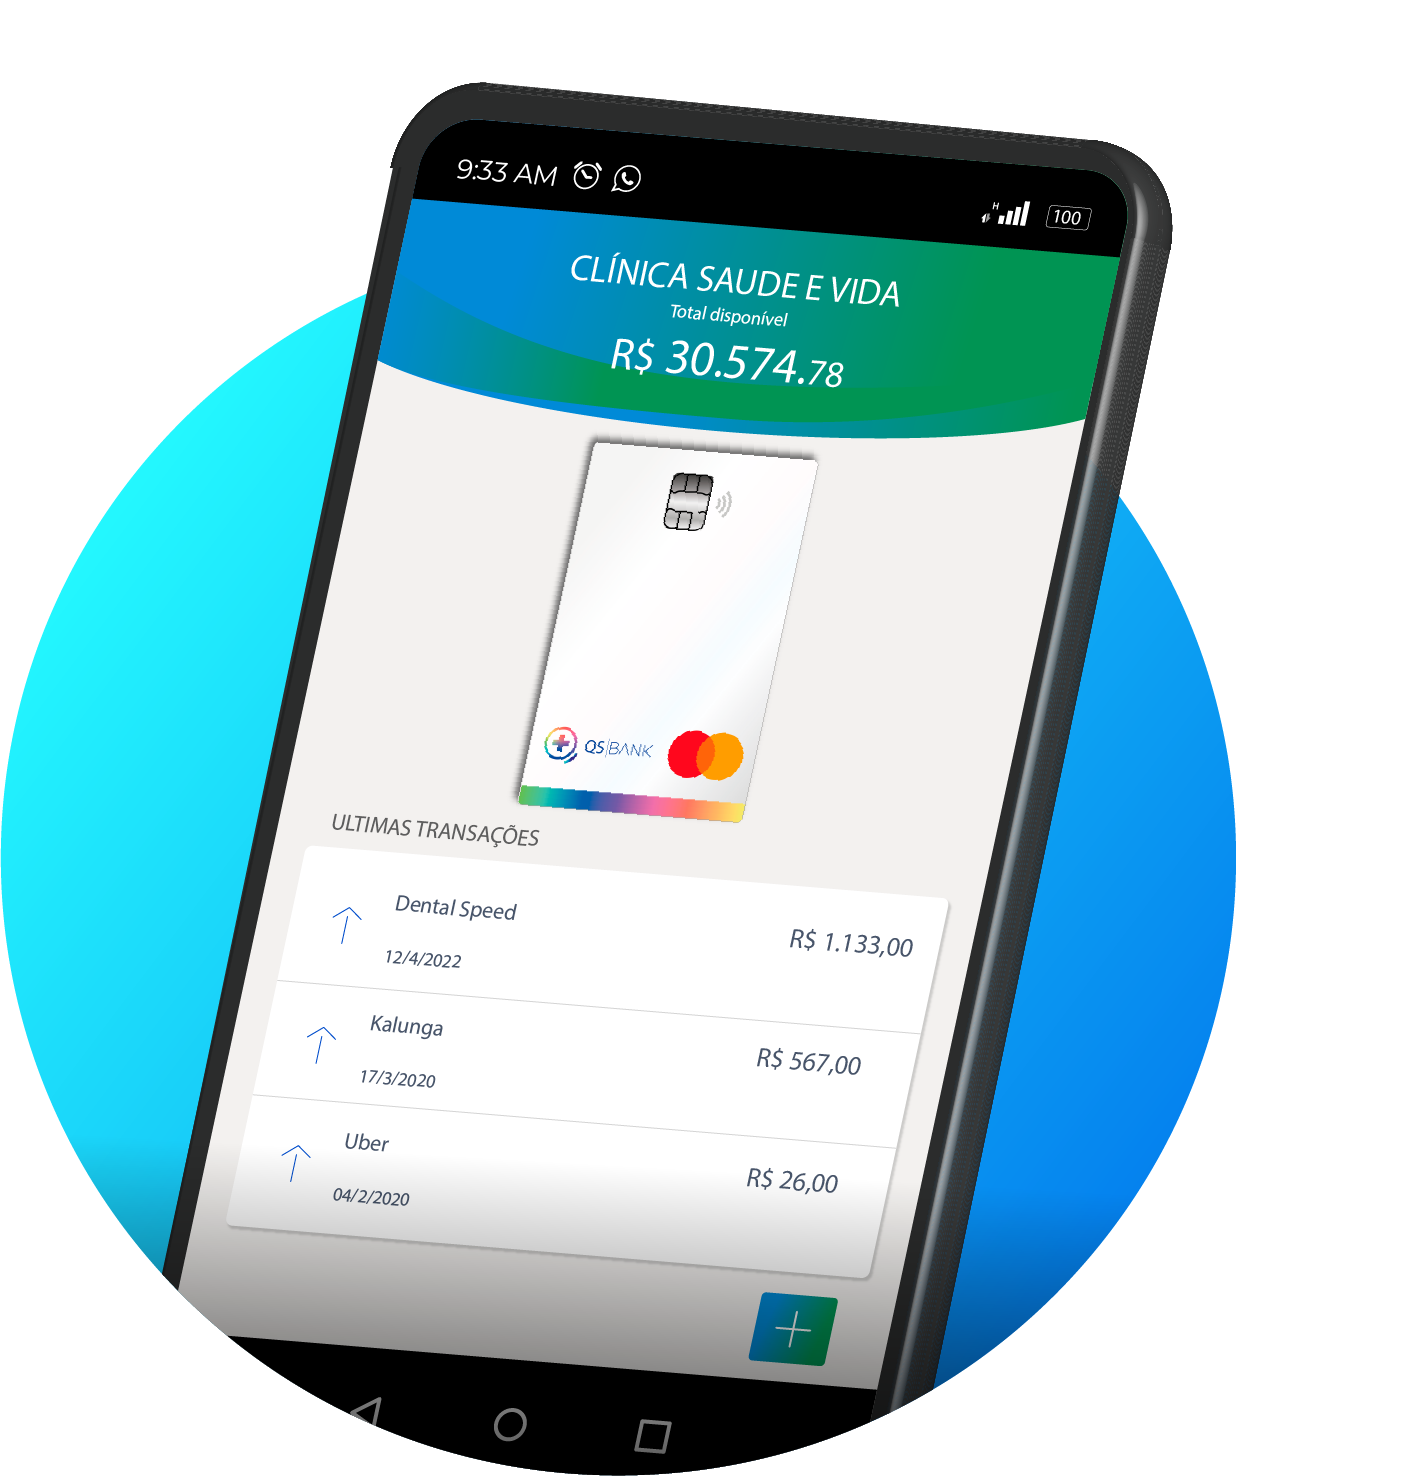 9:33 AM
H
100
CLÍNICA SAUDE E VIDA
Total disponível
R$ 30.574.78
QS|BANK
ULTIMAS TRANSAÇÕES
Dental Speed
R$ 1.133,00
12/4/2022
Kalunga
R$ 567,00
17/3/2020
Uber
R$ 26,00
04/2/2020